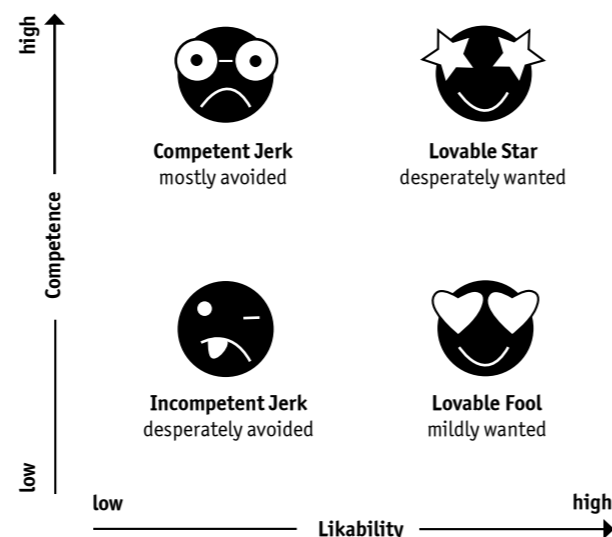 high
Competent Jerk
mostly avoided
Lovable Star
desperately wanted
Competence
Incompetent Jerk
desperately avoided
Lovable Fool
mildly wanted
low
low
high
Likability